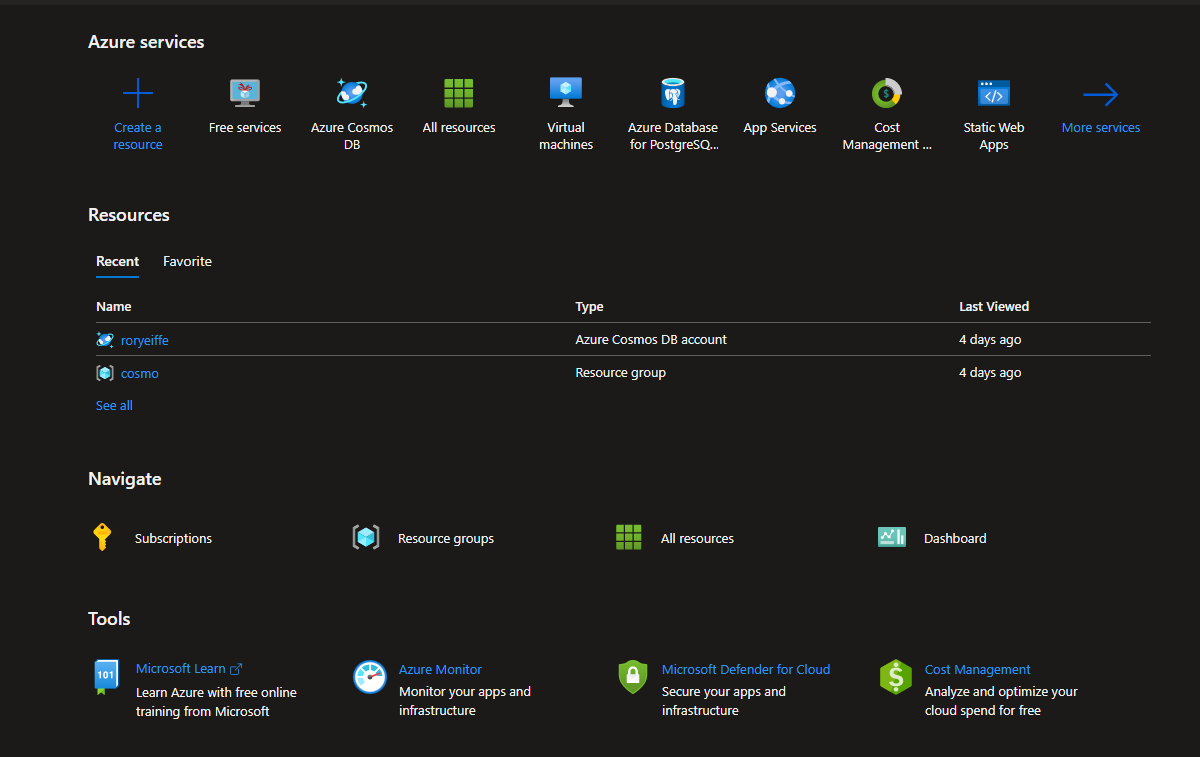 Azure services
Create a
resource
Free services
Azure Cosmos
DB
All resources
Virtual
machines
Azure Database
for PostgreSQ...
App Services
Cost
Management ...
Static Web
Apps
More services
Resources
Recent
Favorite
Name
Type
Last Viewed
roryeiffe
Azure Cosmos DB account
4 days ago
cosmo
Resource group
4 days ago
See all
Navigate
Subscriptions
Resource groups
All resources
Dashboard
Tools
101
Microsoft Learn
Learn Azure with free online
training from Microsoft
Azure Monitor
Monitor your apps and
infrastructure
Microsoft Defender for Cloud
Secure your apps and
infrastructure
Cost Management
Analyze and optimize your
cloud spend for free